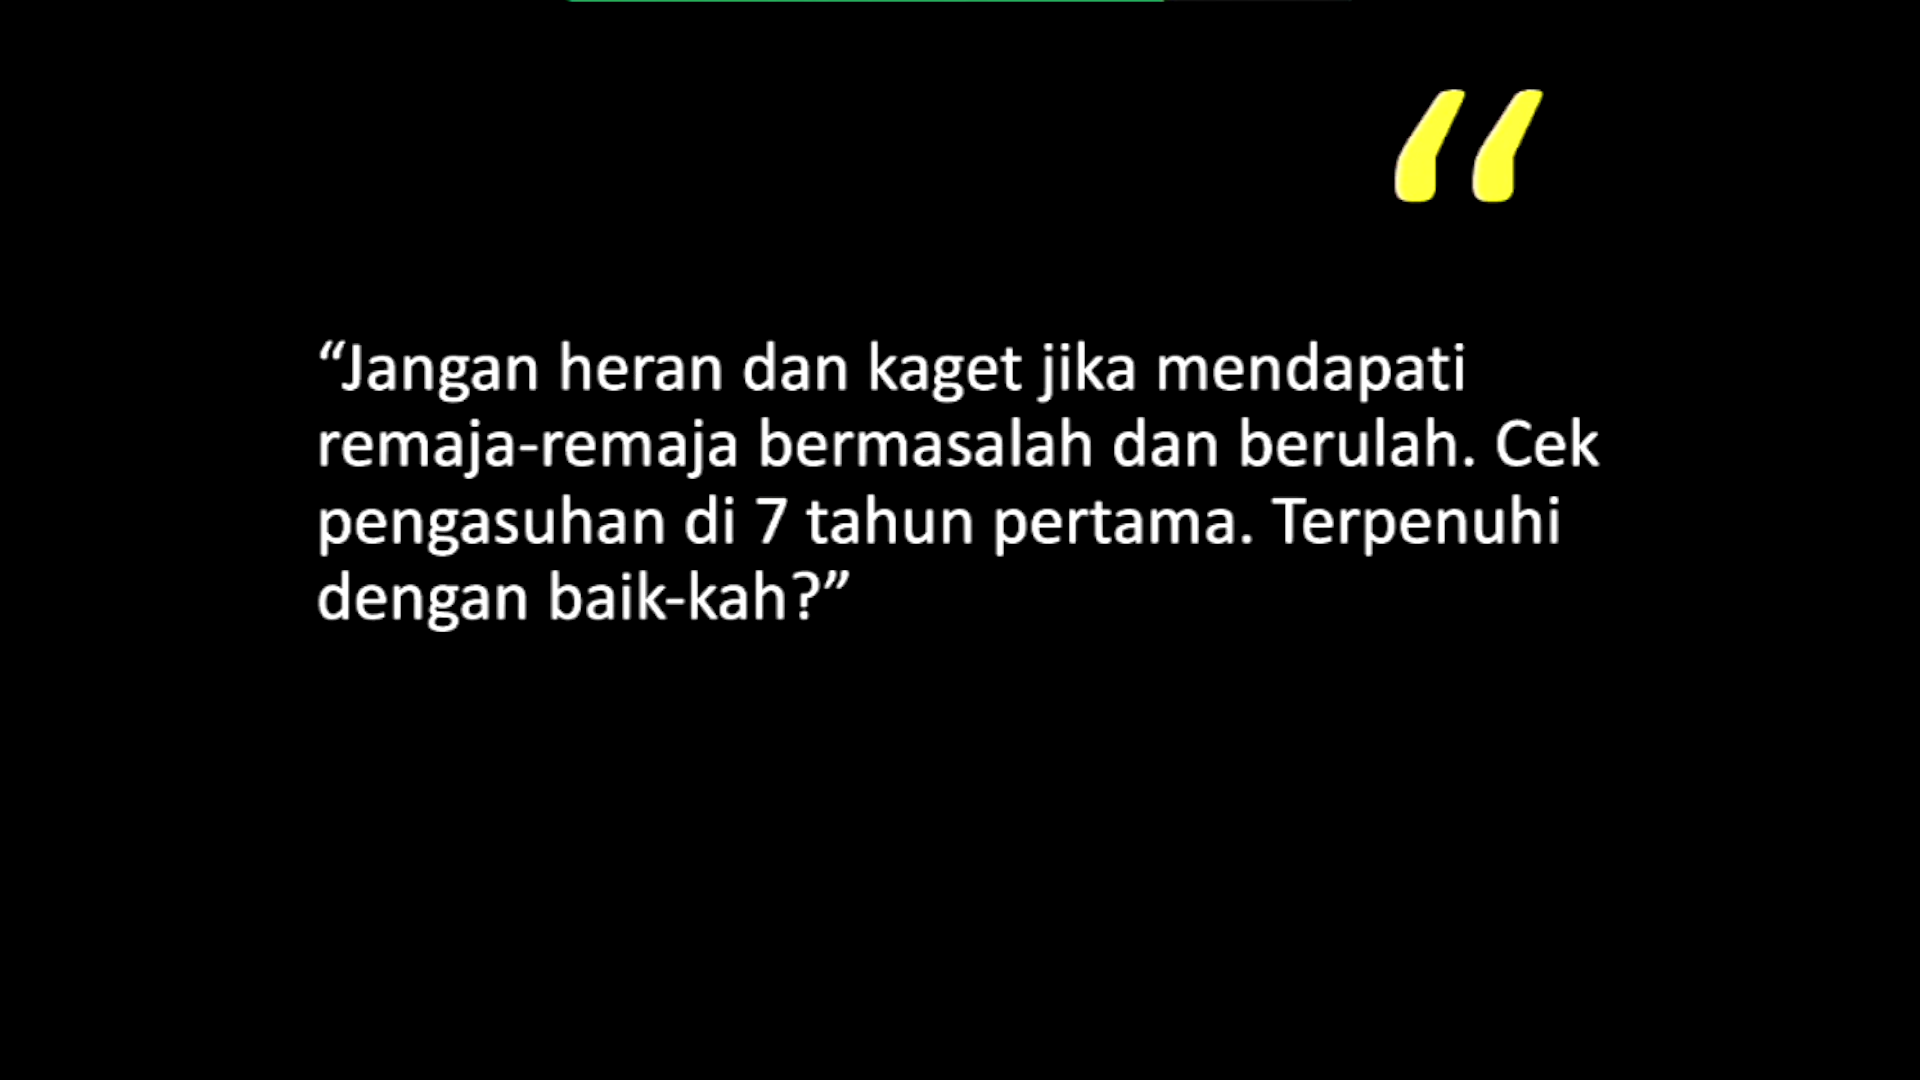 “
“Jangan heran dan kaget jika mendapati
remaja-remaja bermasalah dan berulah. Cek
pengasuhan di 7 tahun pertama. Terpenuhi
dengan baik-kah?”